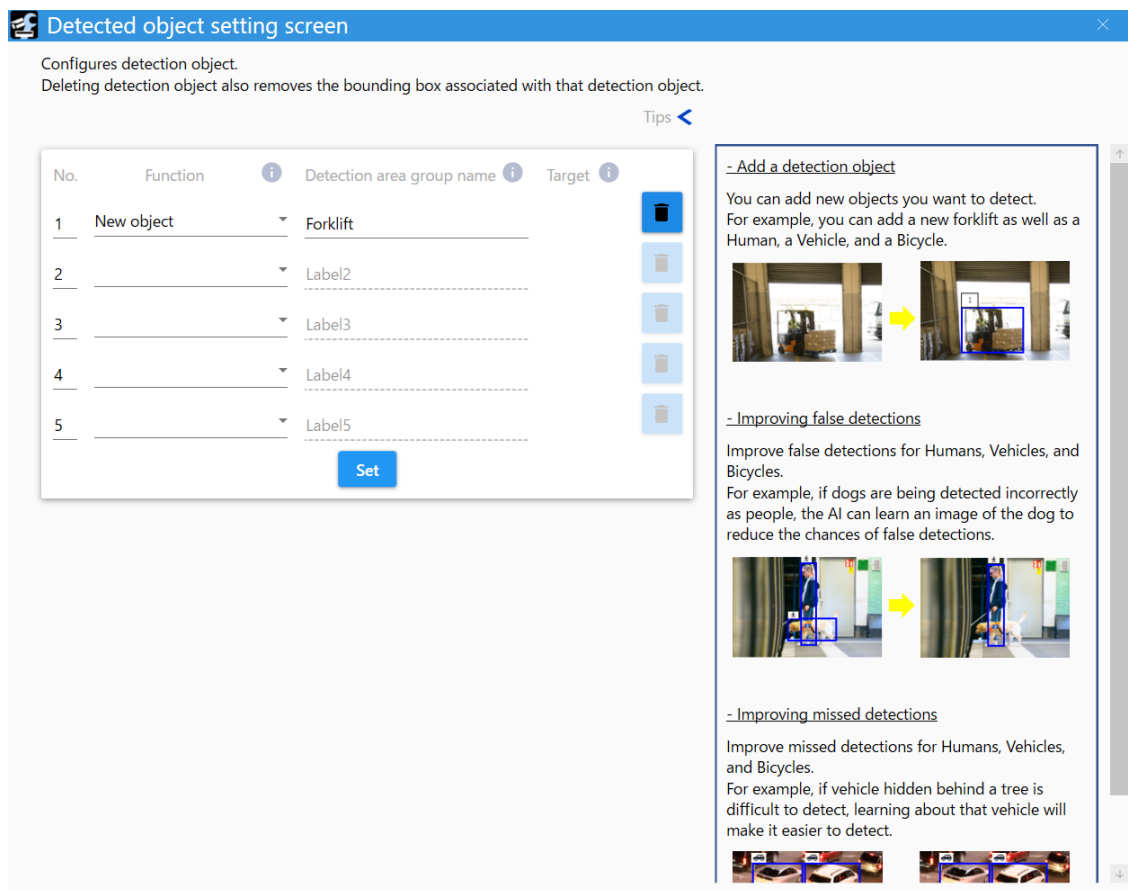 Detected object setting screen
Configures detection object.
Deleting detection object also removes the bounding box associated with that detection object.
Tips
No. Function Detection area group name Target
1 New object Forklift
2 Label2
3 Label3
4 Label4
5 Label5
Set
- Add a detection object
You can add new objects you want to detect.
For example, you can add a new forklift as well as a
Human, a Vehicle, and a Bicycle.
1
- Improving false detections
Improve false detections for Humans, Vehicles, and
Bicycles.
For example, if dogs are being detected incorrectly
as people, the AI can learn an image of the dog to
reduce the chances of false detections.
- Improving missed detections
Improve missed detections for Humans, Vehicles,
and Bicycles.
For example, if vehicle hidden behind a tree is
difficult to detect, learning about that vehicle will
make it easier to detect.